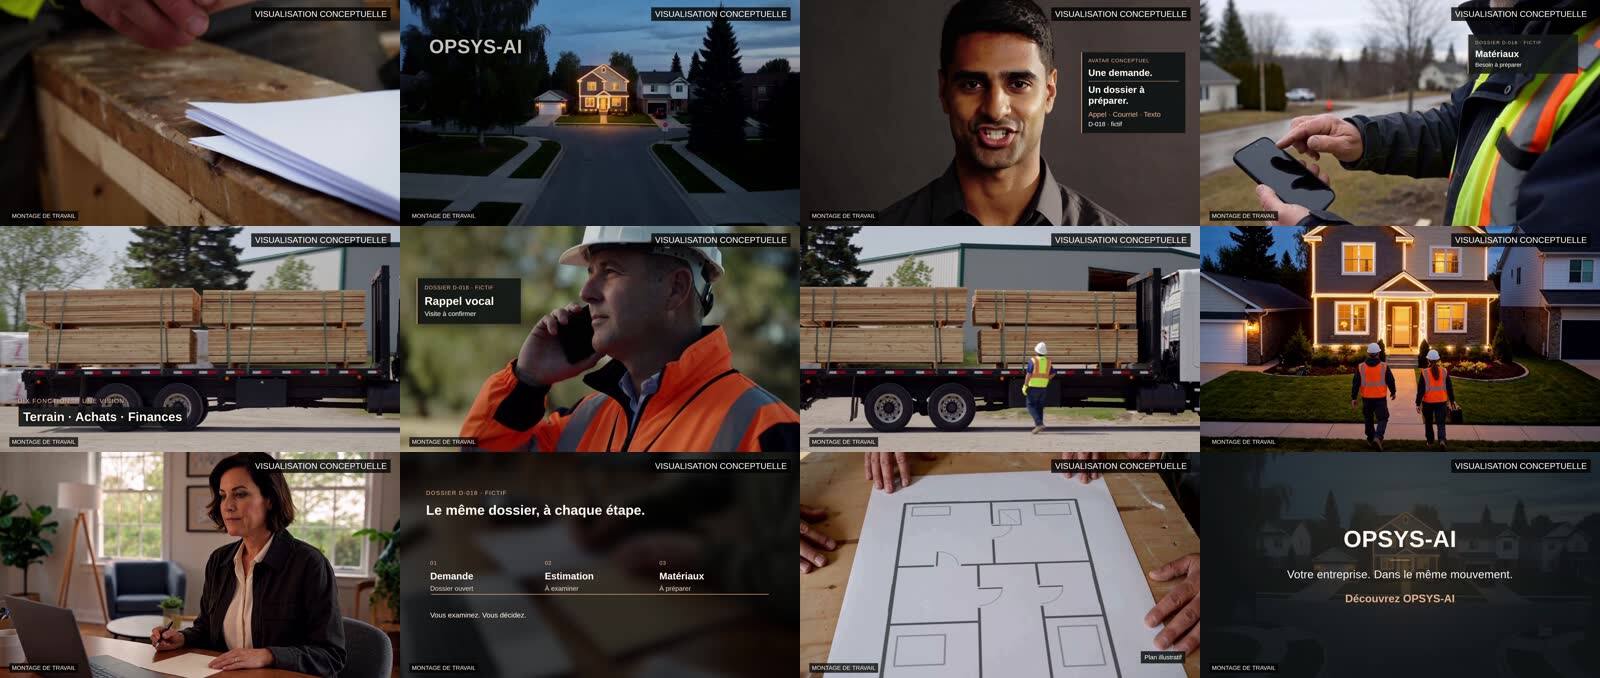 VISUALISATION CONCEPTUELLE
MONTAGE DE TRAVAIL
VISUALISATION CONCEPTUELLE
OPSYS-AI
MONTAGE DE TRAVAIL
VISUALISATION CONCEPTUELLE
AVATAR CONCEPTUEL
Une demande.
Un dossier à
préparer.
Appel · Courriel · Texto
D-018 · fictif
MONTAGE DE TRAVAIL
VISUALISATION CONCEPTUELLE
DOSSIER D-018 · FICTIF
Matériaux
Besoin à préparer
MONTAGE DE TRAVAIL
VISUALISATION CONCEPTUELLE
DIX FONCTIONS. UNE VISION.
Terrain · Achats · Finances
MONTAGE DE TRAVAIL
VISUALISATION CONCEPTUELLE
DOSSIER D-018 · FICTIF
Rappel vocal
Visite à confirmer
MONTAGE DE TRAVAIL
VISUALISATION CONCEPTUELLE
MONTAGE DE TRAVAIL
VISUALISATION CONCEPTUELLE
MONTAGE DE TRAVAIL
VISUALISATION CONCEPTUELLE
MONTAGE DE TRAVAIL
VISUALISATION CONCEPTUELLE
DOSSIER D-018 · FICTIF
Le même dossier, à chaque étape.
01
Demande
Dossier ouvert
02
Estimation
À examiner
03
Matériaux
À préparer
Vous examinez. Vous décidez.
MONTAGE DE TRAVAIL
VISUALISATION CONCEPTUELLE
Plan illustratif
MONTAGE DE TRAVAIL
VISUALISATION CONCEPTUELLE
OPSYS-AI
Votre entreprise. Dans le même mouvement.
Découvrez OPSYS-AI
MONTAGE DE TRAVAIL